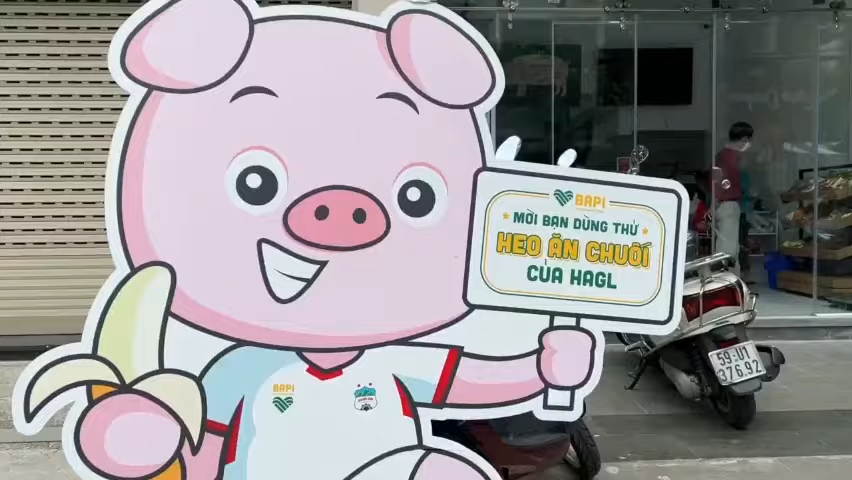 BAPI
MỜI BẠN DÙNG THỬ
HEO ĂN CHUỐI
CỦA HAGL
BAPI
59-U1
376.92